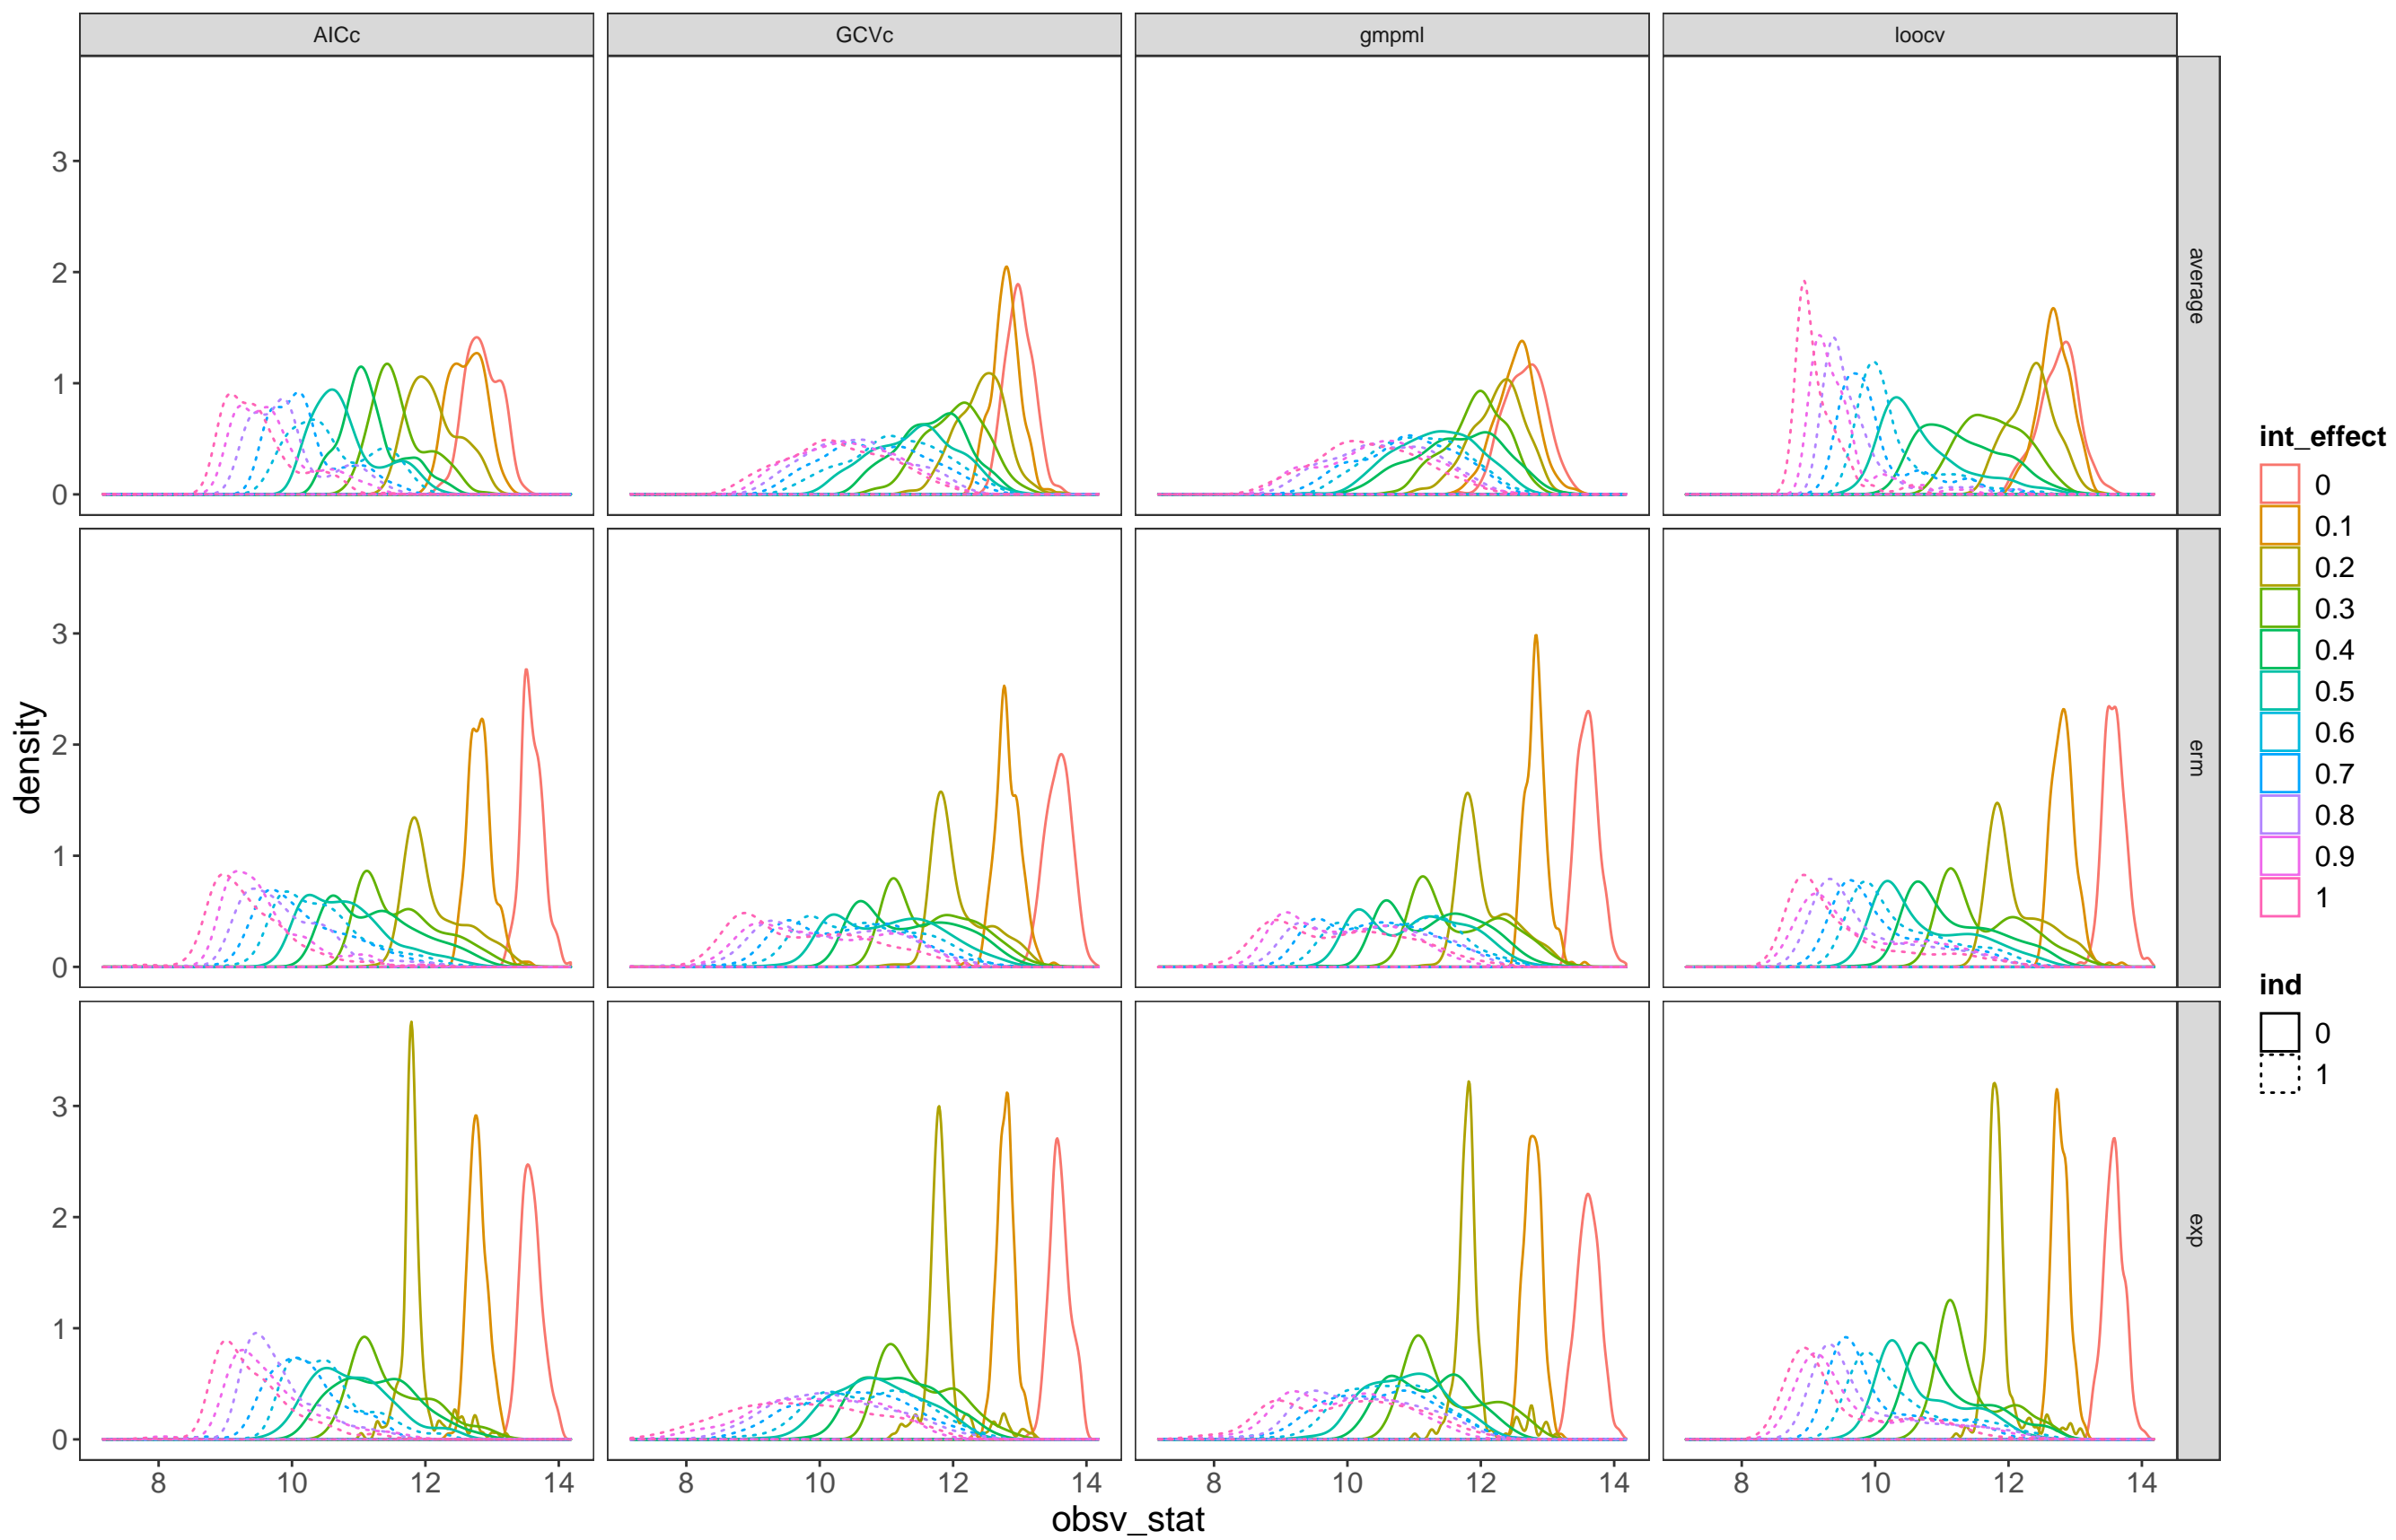 AICc GCVc gmpml loocv
3
2
1
0
average
3
2
1
0
erm
3
2
1
0
exp
8 10 12 14 8 10 12 14 8 10 12 14 8 10 12 14
obsv_stat
density
int_effect
0
0.1
0.2
0.3
0.4
0.5
0.6
0.7
0.8
0.9
1
ind
0
1